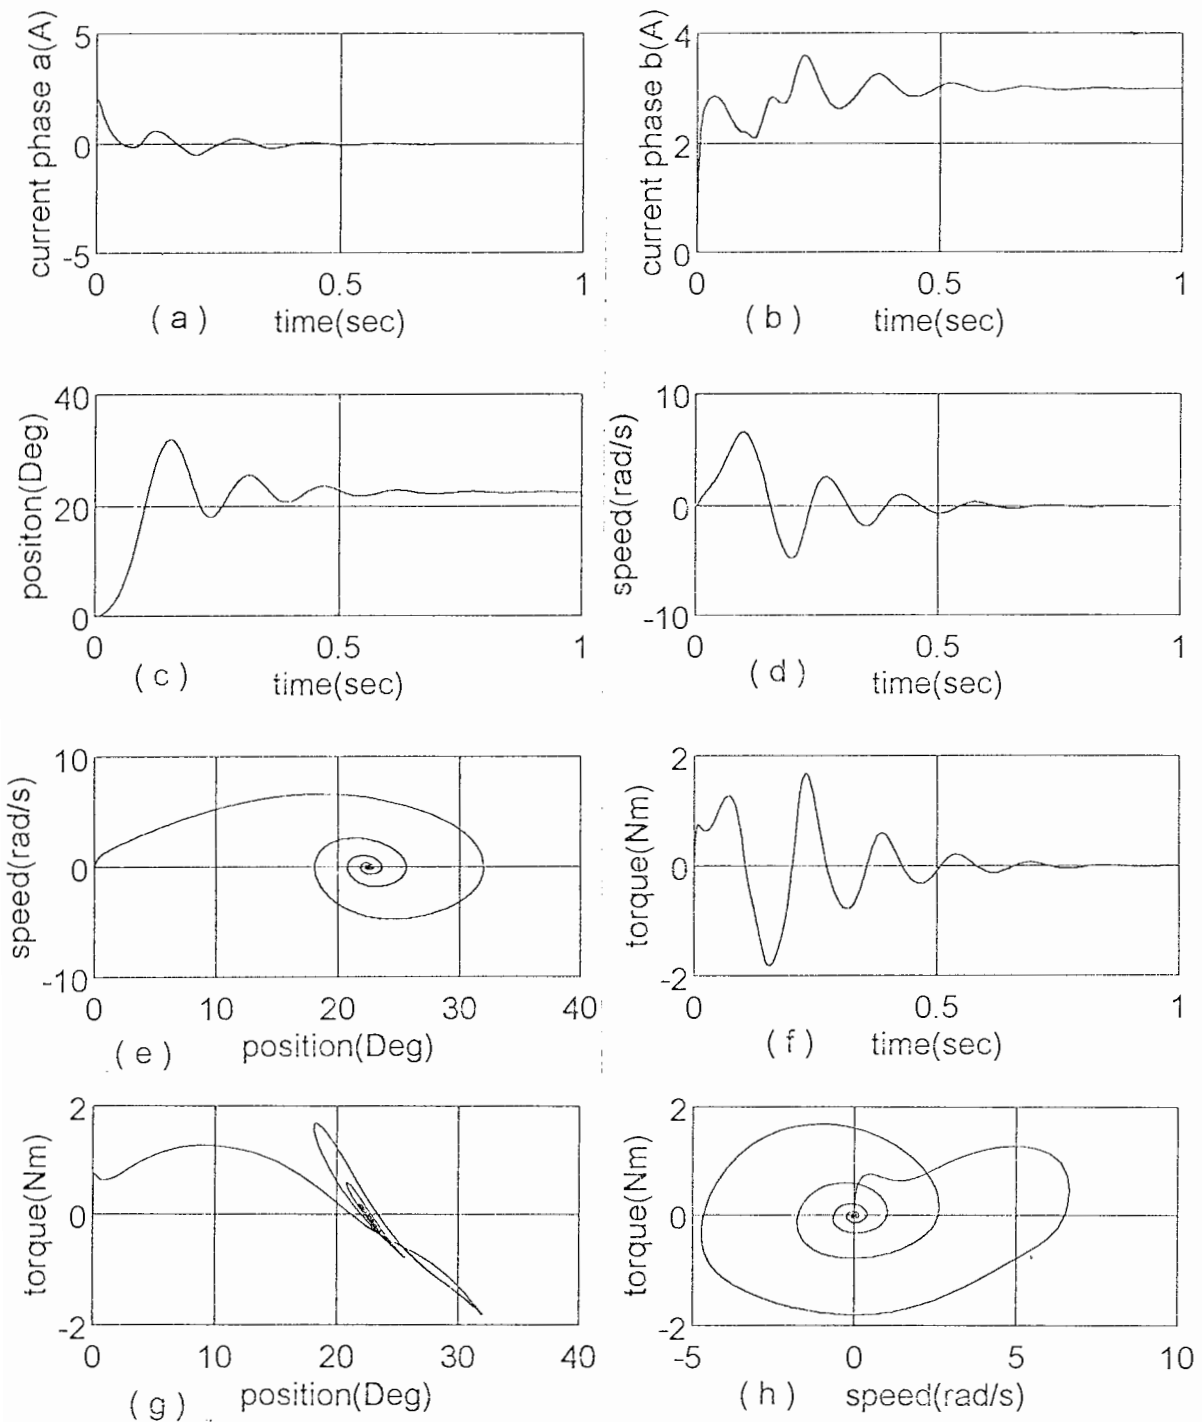 current phase a(A)
5
0
-5
0
0.5
1
( a )
time(sec)
current phase b(A)
4
2
0
0
0.5
1
( b )
time(sec)
positon(Deg)
40
20
0
0
0.5
1
( c )
time(sec)
speed(rad/s)
10
0
-10
0
0.5
1
( d )
time(sec)
speed(rad/s)
10
0
-10
0
10
20
30
40
( e )
position(Deg)
torque(Nm)
2
0
-2
0
0.5
1
( f )
time(sec)
torque(Nm)
2
0
-2
0
10
20
30
40
( g )
position(Deg)
torque(Nm)
2
0
-2
-5
0
5
10
( h )
speed(rad/s)